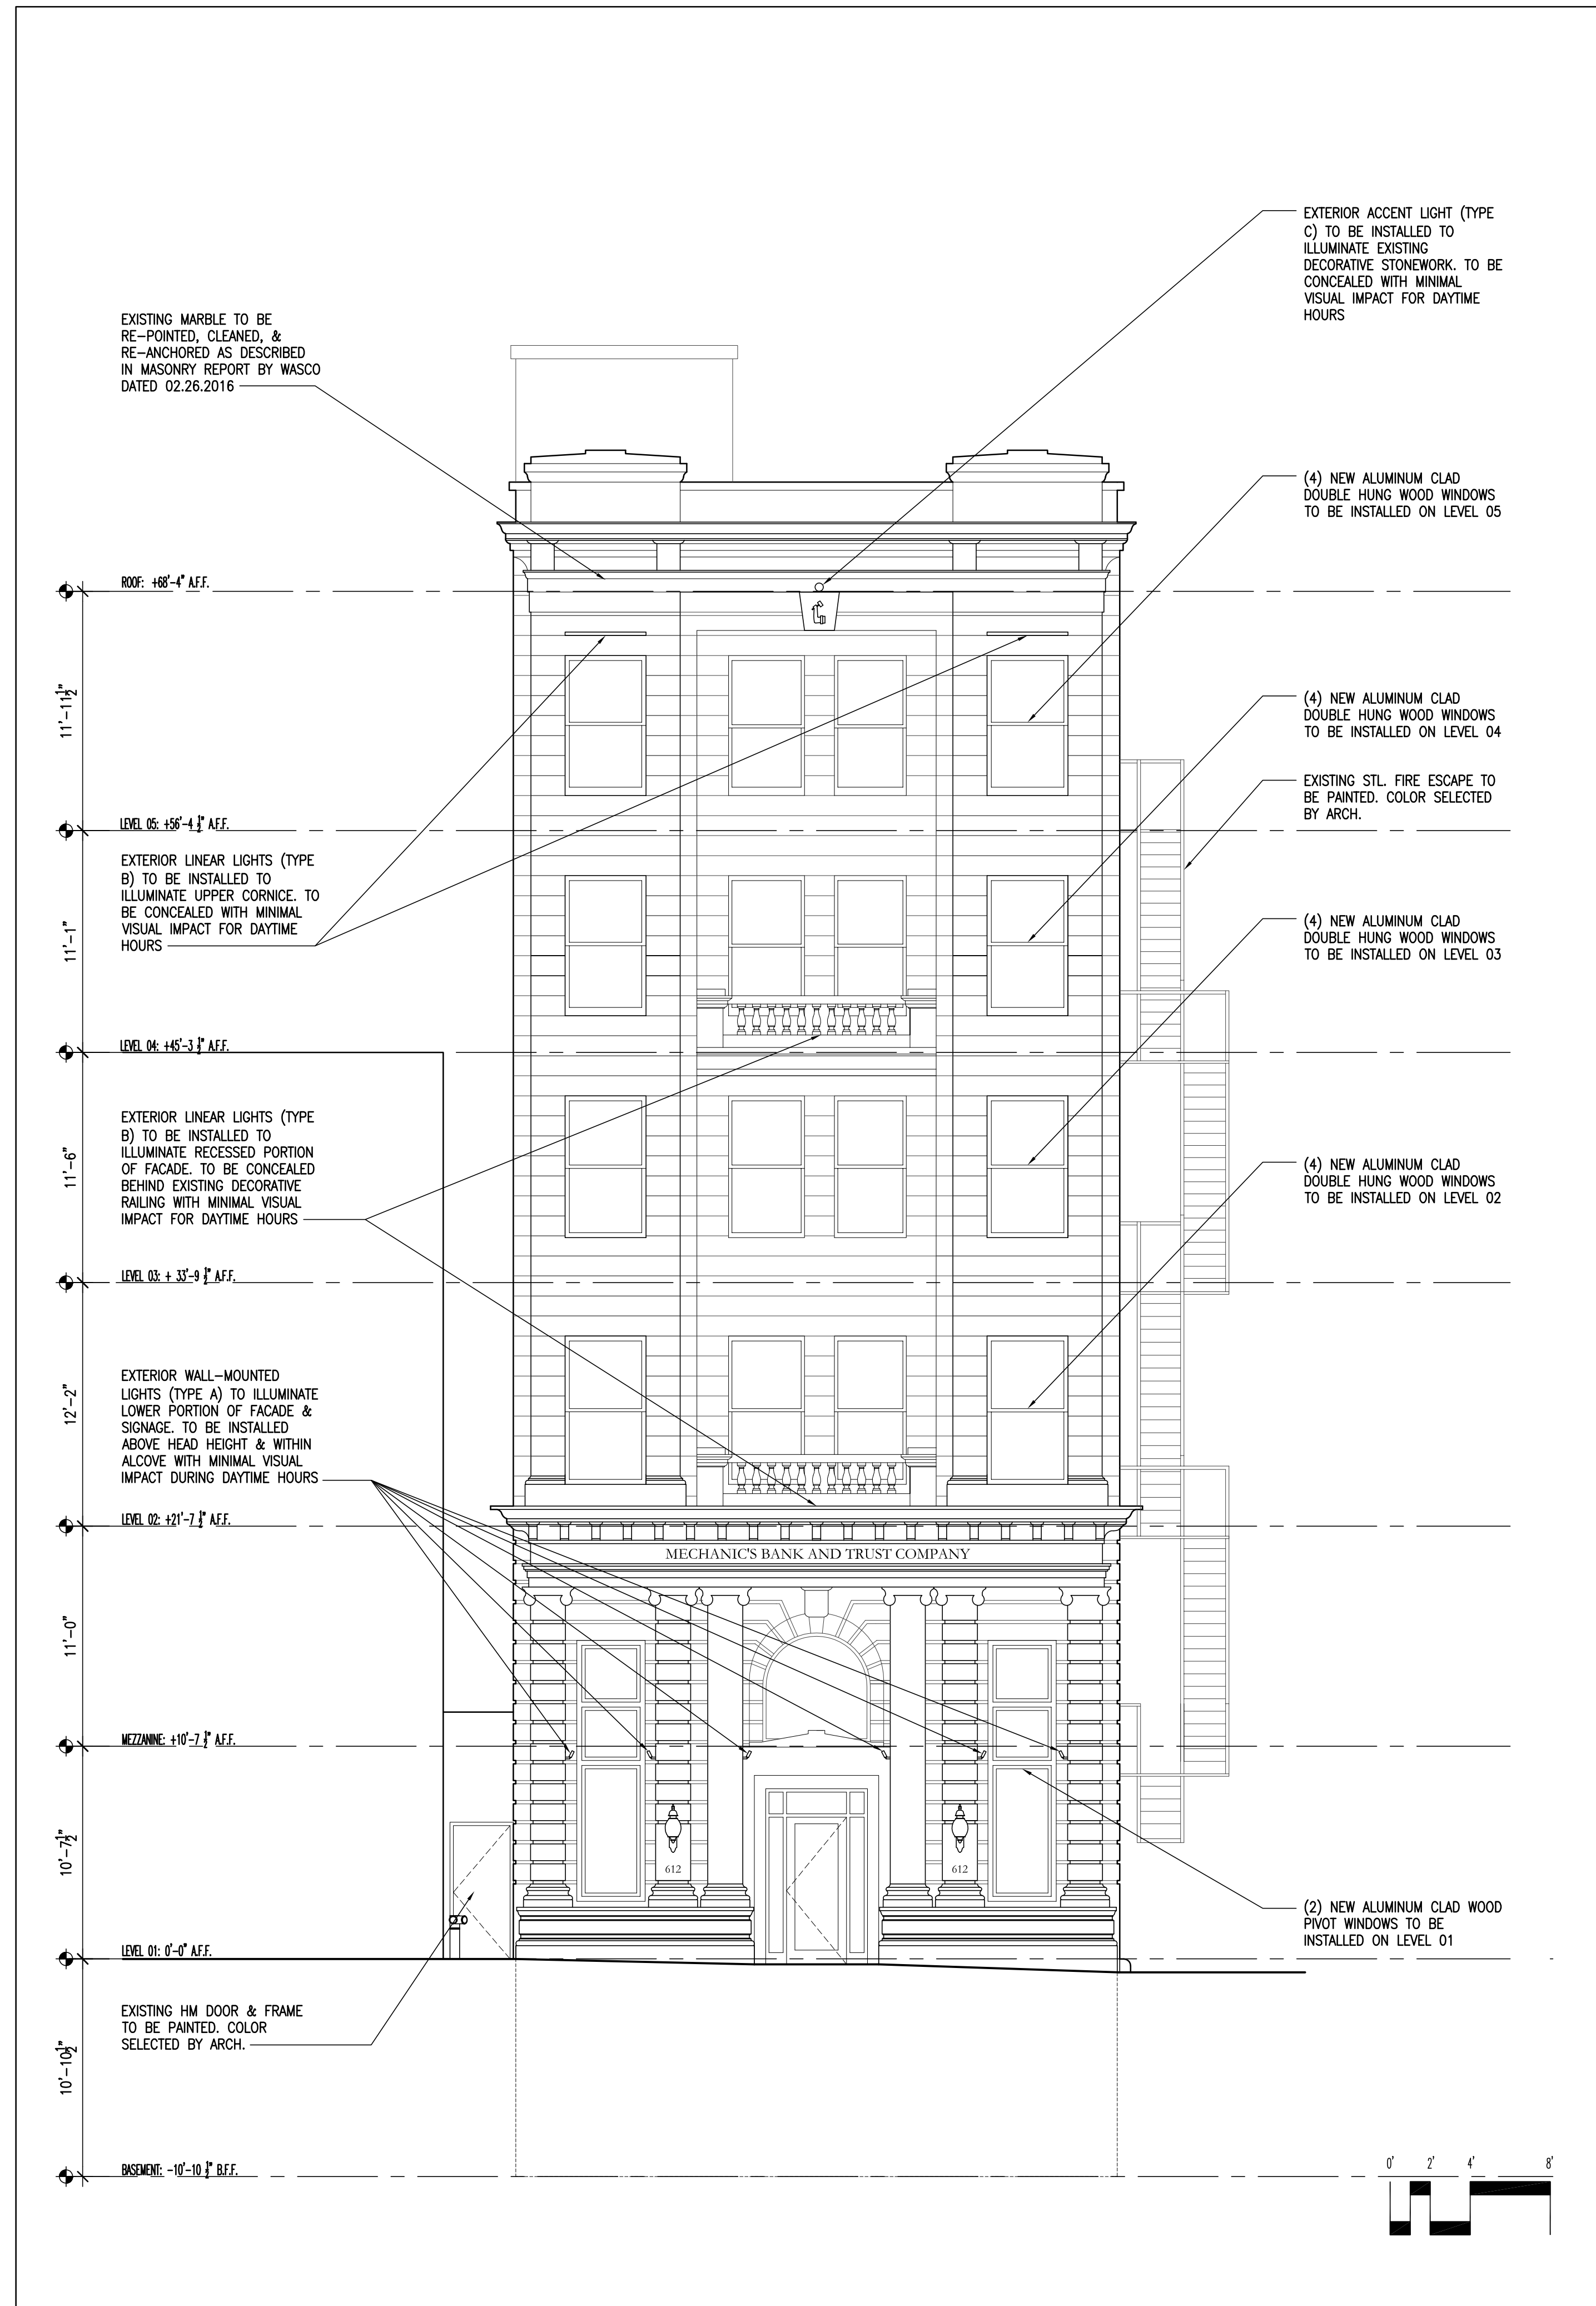 EXTERIOR ACCENT LIGHT (TYPE
C) TO BE INSTALLED TO
ILLUMINATE EXISTING
DECORATIVE STONEWORK. TO BE
CONCEALED WITH MINIMAL
VISUAL IMPACT FOR DAYTIME
HOURS
EXISTING MARBLE TO BE
RE-POINTED, CLEANED, &
RE-ANCHORED AS DESCRIBED
IN MASONRY REPORT BY WASCO
DATED 02.26.2016
(4) NEW ALUMINUM CLAD
DOUBLE HUNG WOOD WINDOWS
TO BE INSTALLED ON LEVEL 05
ROOF: +68'-4" A.F.F.
11'-11½"
(4) NEW ALUMINUM CLAD
DOUBLE HUNG WOOD WINDOWS
TO BE INSTALLED ON LEVEL 04
EXISTING STL. FIRE ESCAPE TO
BE PAINTED. COLOR SELECTED
BY ARCH.
LEVEL 05: +56'-4 ½" A.F.F.
EXTERIOR LINEAR LIGHTS (TYPE
B) TO BE INSTALLED TO
ILLUMINATE UPPER CORNICE. TO
BE CONCEALED WITH MINIMAL
VISUAL IMPACT FOR DAYTIME
HOURS
11'-1"
(4) NEW ALUMINUM CLAD
DOUBLE HUNG WOOD WINDOWS
TO BE INSTALLED ON LEVEL 03
LEVEL 04: +45'-3 ½" A.F.F.
EXTERIOR LINEAR LIGHTS (TYPE
B) TO BE INSTALLED TO
ILLUMINATE RECESSED PORTION
OF FACADE. TO BE CONCEALED
BEHIND EXISTING DECORATIVE
RAILING WITH MINIMAL VISUAL
IMPACT FOR DAYTIME HOURS
11'-6"
(4) NEW ALUMINUM CLAD
DOUBLE HUNG WOOD WINDOWS
TO BE INSTALLED ON LEVEL 02
LEVEL 03: + 33'-9 ½" A.F.F.
EXTERIOR WALL-MOUNTED
LIGHTS (TYPE A) TO ILLUMINATE
LOWER PORTION OF FACADE &
SIGNAGE. TO BE INSTALLED
ABOVE HEAD HEIGHT & WITHIN
ALCOVE WITH MINIMAL VISUAL
IMPACT DURING DAYTIME HOURS
12'-2"
LEVEL 02: +21'-7 ½" A.F.F.
MECHANIC'S BANK AND TRUST COMPANY
11'-0"
MEZZANINE: +10'-7 ½" A.F.F.
10'-7½"
612
612
(2) NEW ALUMINUM CLAD WOOD
PIVOT WINDOWS TO BE
INSTALLED ON LEVEL 01
LEVEL 01: 0'-0" A.F.F.
EXISTING HM DOOR & FRAME
TO BE PAINTED. COLOR
SELECTED BY ARCH.
10'-10½"
BASEMENT: -10'-10 ½" B.F.F.
0' 2' 4' 8'